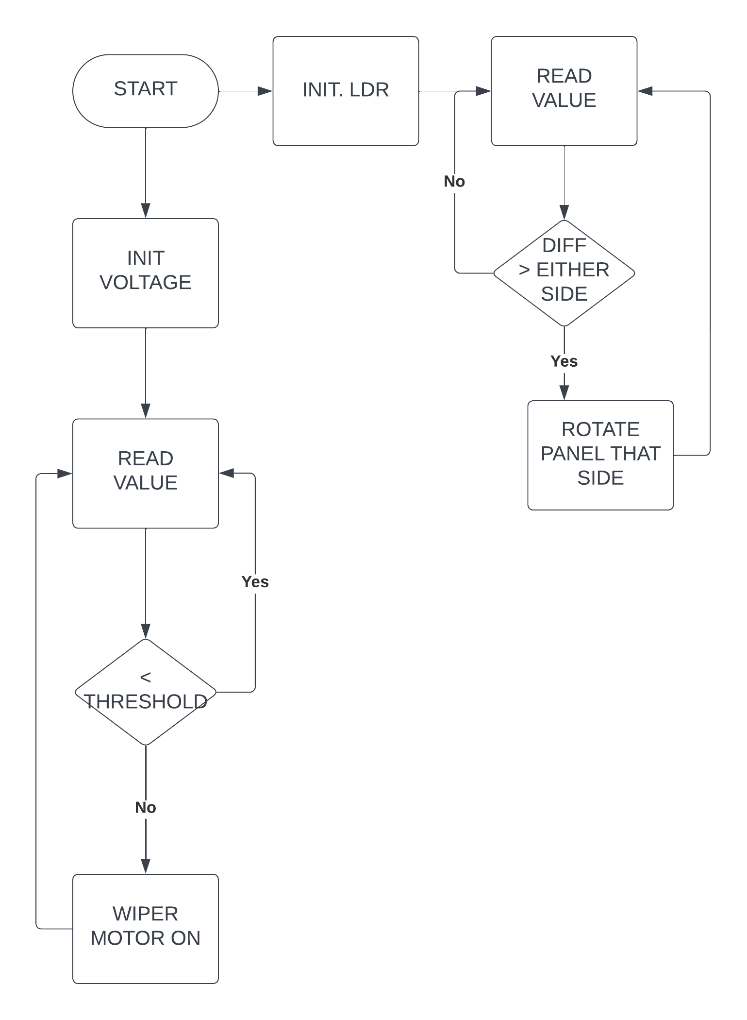 START
INIT. LDR
READ
VALUE
No
DIFF
> EITHER
SIDE
Yes
ROTATE
PANEL THAT
SIDE
INIT
VOLTAGE
READ
VALUE
Yes
<
THRESHOLD
No
WIPER
MOTOR ON